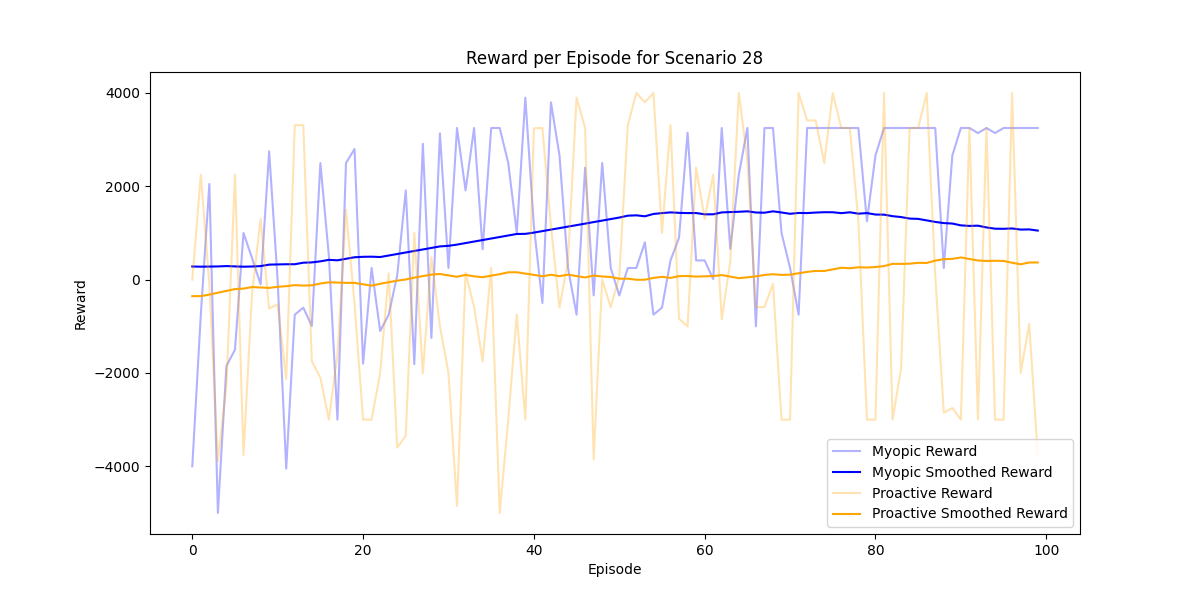 Reward per Episode for Scenario 28
Reward
4000
2000
0
−2000
−4000
0 20 40 60 80 100
Episode
Myopic Reward
Myopic Smoothed Reward
Proactive Reward
Proactive Smoothed Reward